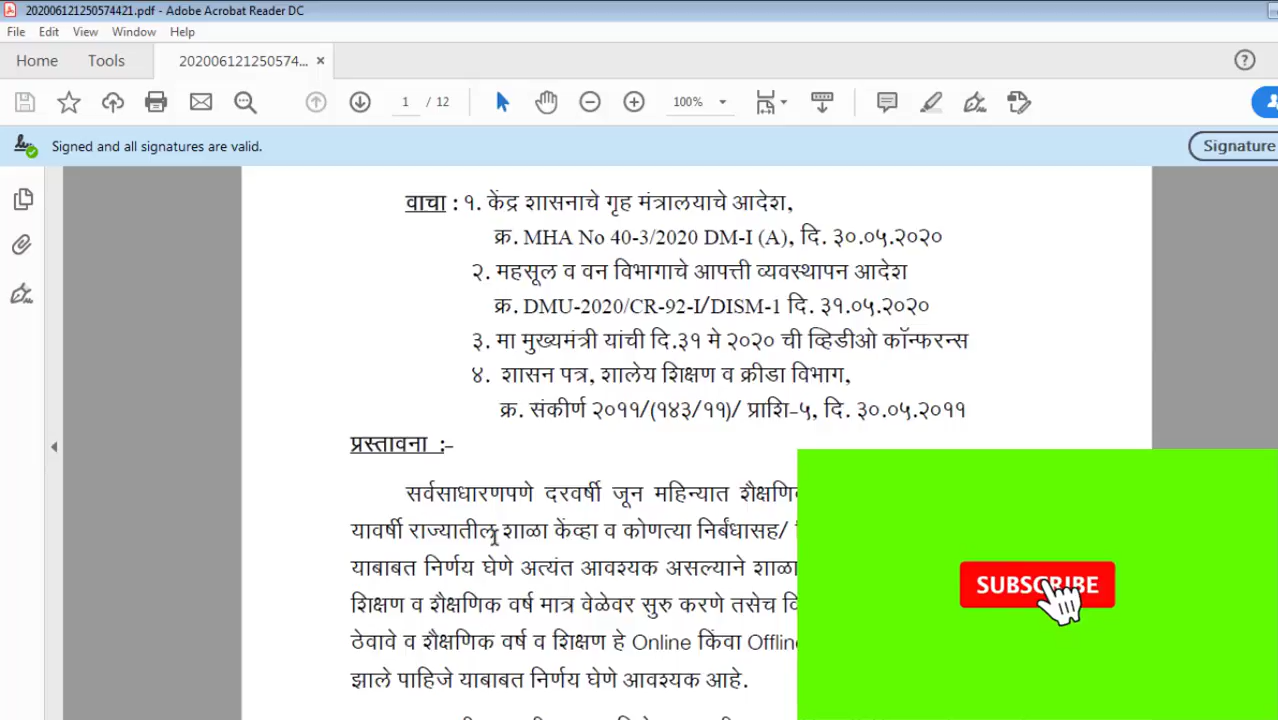 202006121250574421.pdf - Adobe Acrobat Reader DC
File Edit View Window Help
Home Tools 202006121250574... ×
1 / 12 100%
Signed and all signatures are valid.
Signature
वाचा : १. केंद्र शासनाचे गृह मंत्रालयाचे आदेश,
क्र. MHA No 40-3/2020 DM-I (A), दि. ३०.०५.२०२०
२. महसूल व वन विभागाचे आपत्ती व्यवस्थापन आदेश
क्र. DMU-2020/CR-92-I/DISM-1 दि. ३१.०५.२०२०
३. मा मुख्यमंत्री यांची दि.३१ मे २०२० ची व्हिडीओ कॉन्फरन्स
४. शासन पत्र, शालेय शिक्षण व क्रीडा विभाग,
क्र. संकीर्ण २०११/(१४३/११)/ प्राशि-५, दि. ३०.०५.२०११
प्रस्तावना :-
सर्वसाधारणपणे दरवर्षी जून महिन्यात
यावर्षी राज्यातील शाळा केंव्हा व कोणत्या निर्बंधासह/
याबाबत निर्णय घेणे अत्यंत आवश्यक असल्याने शाळा
शिक्षण व शैक्षणिक वर्ष मात्र वेळेवर सुरु करणे तसेच
ठेवावे व शैक्षणिक वर्ष व शिक्षण हे Online किंवा
झाले पाहिजे याबाबत निर्णय घेणे आवश्यक आहे.
SUBSCRIBE